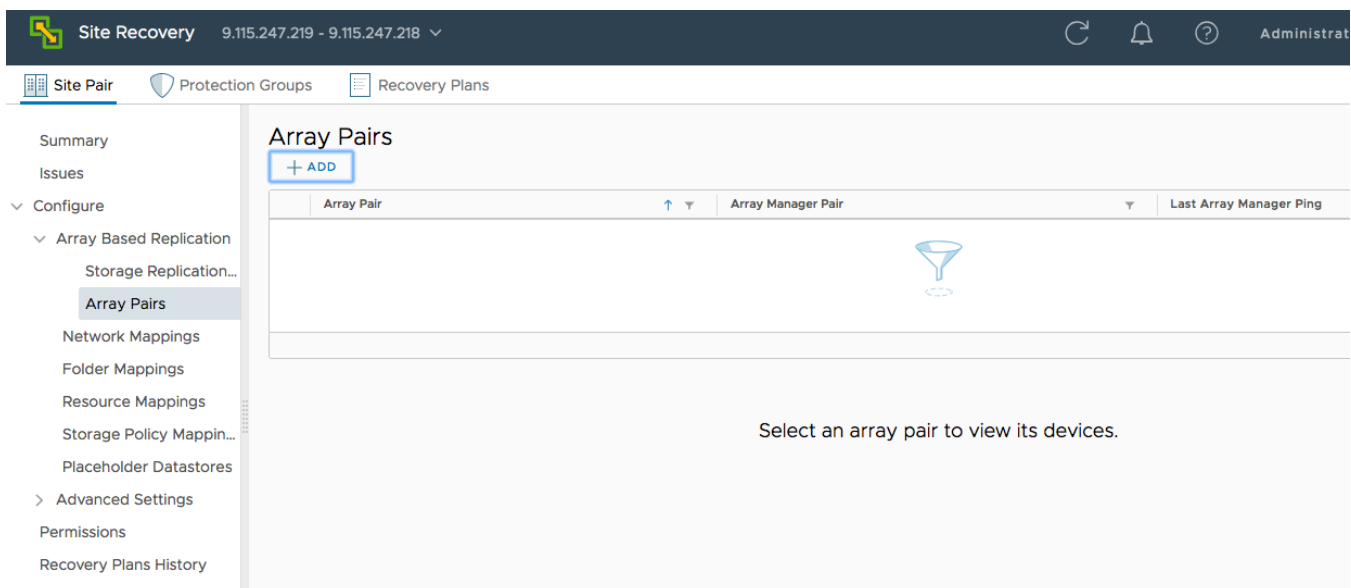 Site Recovery 9.115.247.219 - 9.115.247.218
Administrat
Site Pair Protection Groups Recovery Plans
Summary
Issues
Configure
Array Based Replication
Storage Replication...
Array Pairs
Network Mappings
Folder Mappings
Resource Mappings
Storage Policy Mappin...
Placeholder Datastores
Advanced Settings
Permissions
Recovery Plans History
Array Pairs
+ ADD
Array Pair Array Manager Pair Last Array Manager Ping
Select an array pair to view its devices.